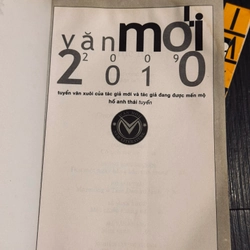 văn mới
2009
2010
tuyển văn xuôi của tác giả mới và tác giả đang được mến mộ
hồ anh thái tuyển